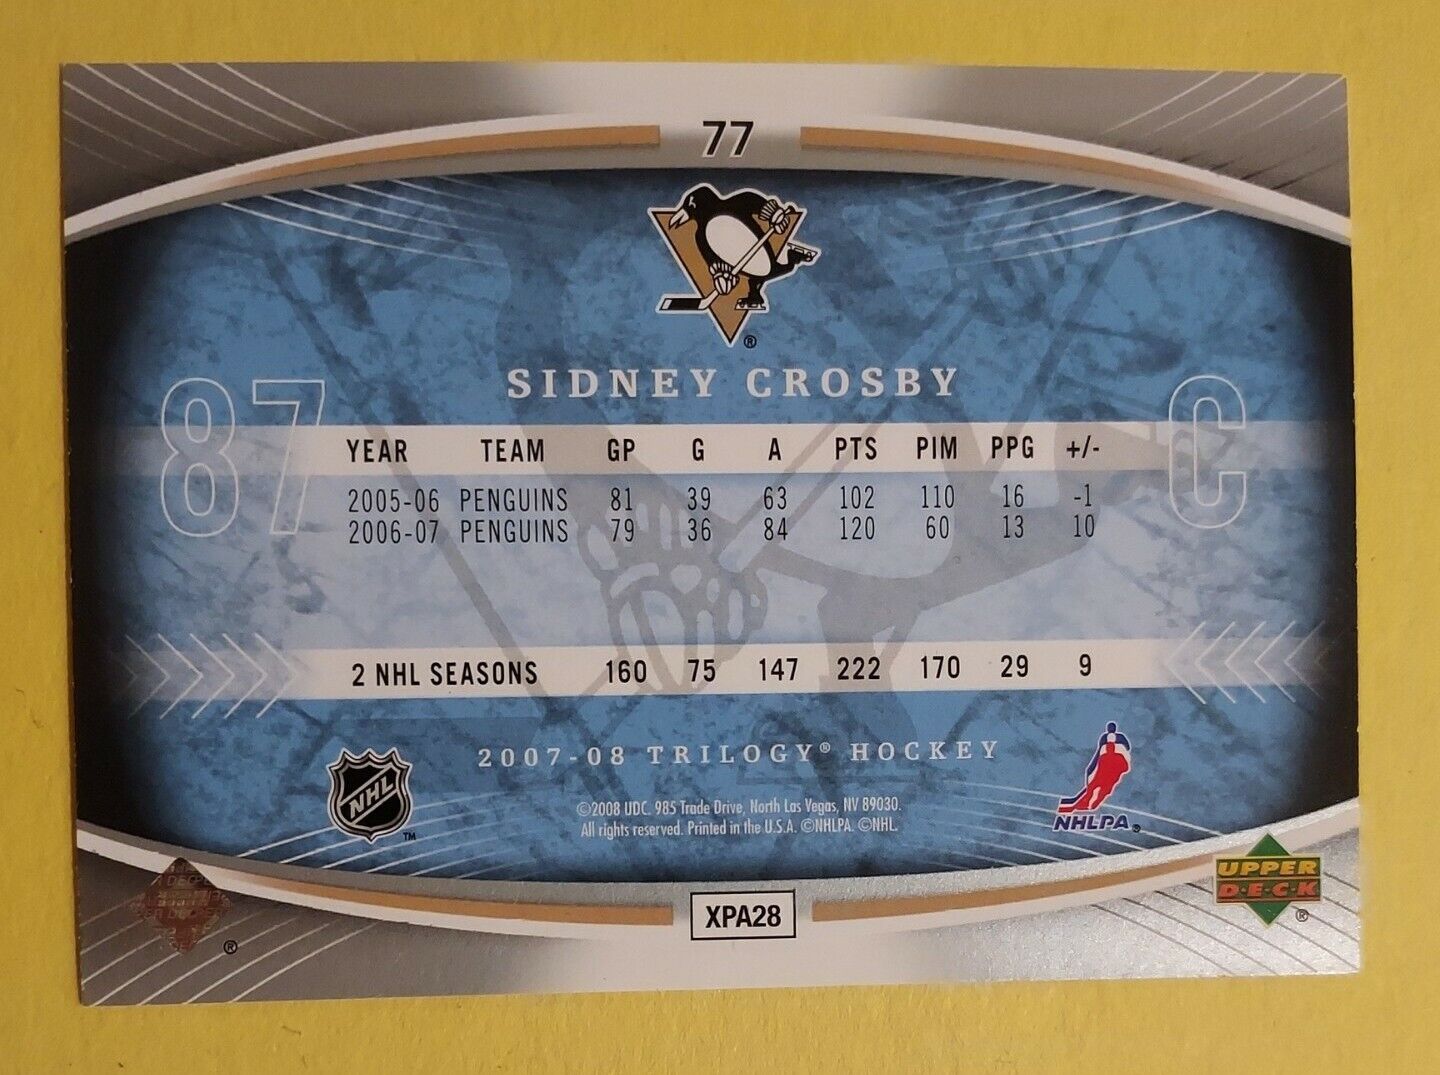 77
®
SIDNEY CROSBY
87
C
YEAR TEAM GP G A PTS PIM PPG +/-
2005-06 PENGUINS 81 39 63 102 110 16 -1
2006-07 PENGUINS 79 36 84 120 60 13 10
2 NHL SEASONS 160 75 147 222 170 29 9
2007-08 TRILOGY® HOCKEY
NHL
™
©2008 UDC. 985 Trade Drive, North Las Vegas, NV 89030.
All rights reserved. Printed in the U.S.A. ©NHLPA. ©NHL.
NHLPA®
UPPER
DECK
®
XPA28
®